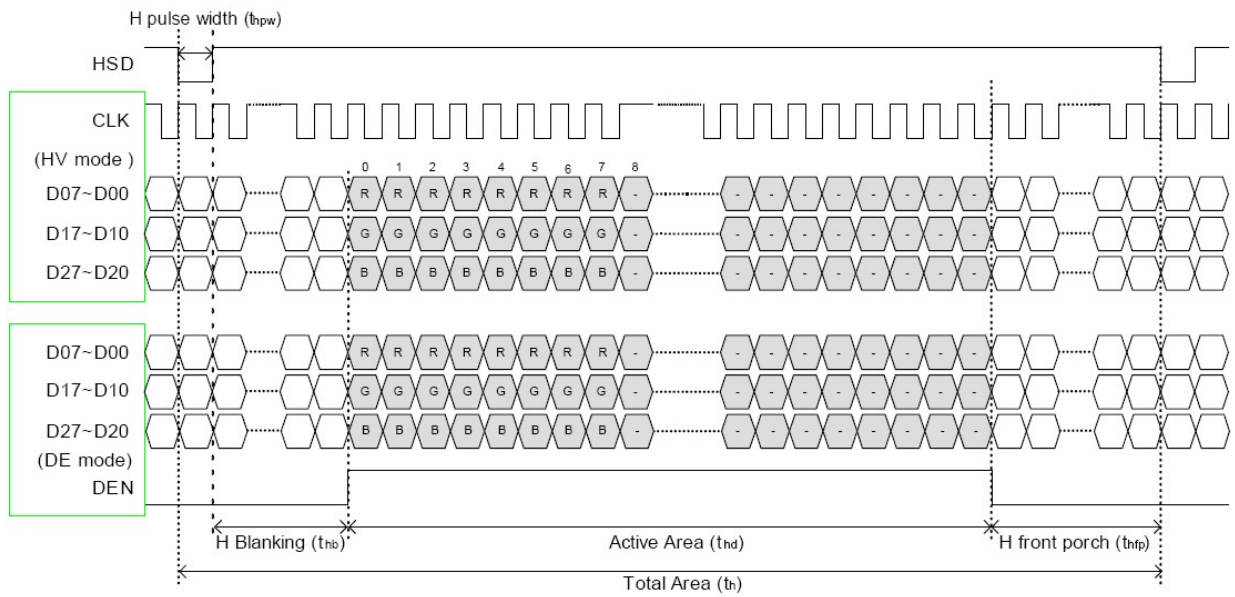 H pulse width (thpw)
HSD
CLK
(HV mode )
0 1 2 3 4 5 6 7 8
D07~D00 R R R R R R R R - - - - - - - - -
D17~D10 G G G G G G G G - - - - - - - - -
D27~D20 B B B B B B B B - - - - - - - - -
D07~D00 R R R R R R R R - - - - - - - - -
D17~D10 G G G G G G G G - - - - - - - - -
D27~D20 B B B B B B B B - - - - - - - - -
(DE mode)
DEN
H Blanking (thb) Active Area (thd) H front porch (thfp)
Total Area (th)